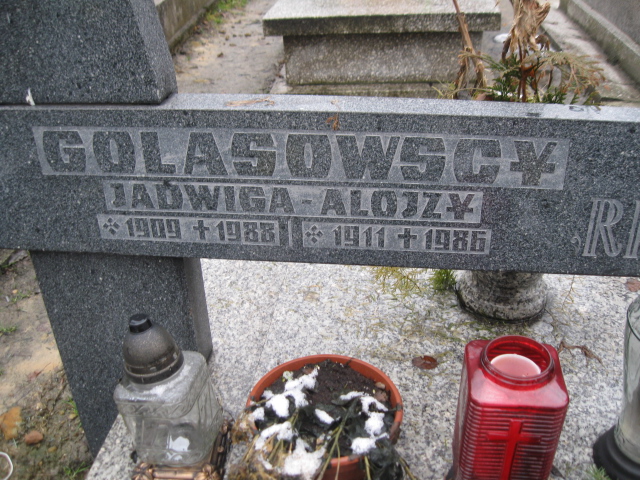 GOLASOWSCY
JADWIGA-ALOJZY
* 1909 + 1988 * 1911 + 1986
R